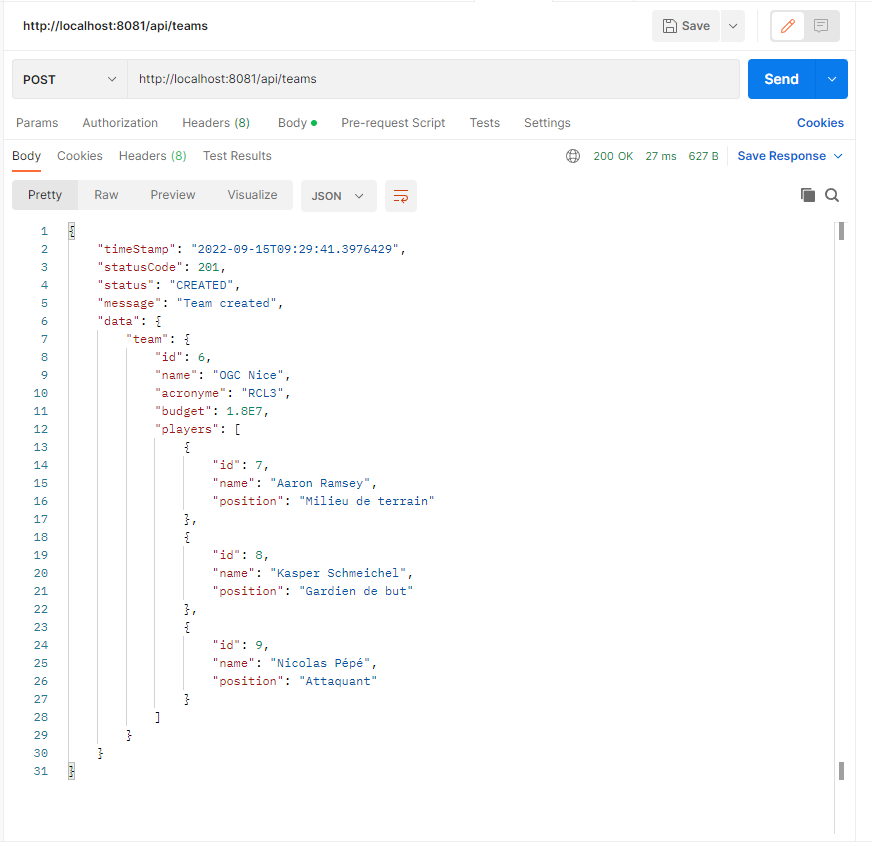 http://localhost:8081/api/teams
Save
POST
http://localhost:8081/api/teams
Send
Params Authorization Headers (8) Body Pre-request Script Tests Settings Cookies
Body Cookies Headers (8) Test Results 200 OK 27 ms 627 B Save Response
Pretty Raw Preview Visualize JSON
1 {
2 "timeStamp": "2022-09-15T09:29:41.3976429",
3 "statusCode": 201,
4 "status": "CREATED",
5 "message": "Team created",
6 "data": {
7 "team": {
8 "id": 6,
9 "name": "OGC Nice",
10 "acronyme": "RCL3",
11 "budget": 1.8E7,
12 "players": [
13 {
14 "id": 7,
15 "name": "Aaron Ramsey",
16 "position": "Milieu de terrain"
17 },
18 {
19 "id": 8,
20 "name": "Kasper Schmeichel",
21 "position": "Gardien de but"
22 },
23 {
24 "id": 9,
25 "name": "Nicolas Pépé",
26 "position": "Attaquant"
27 }
28 ]
29 }
30 }
31 }